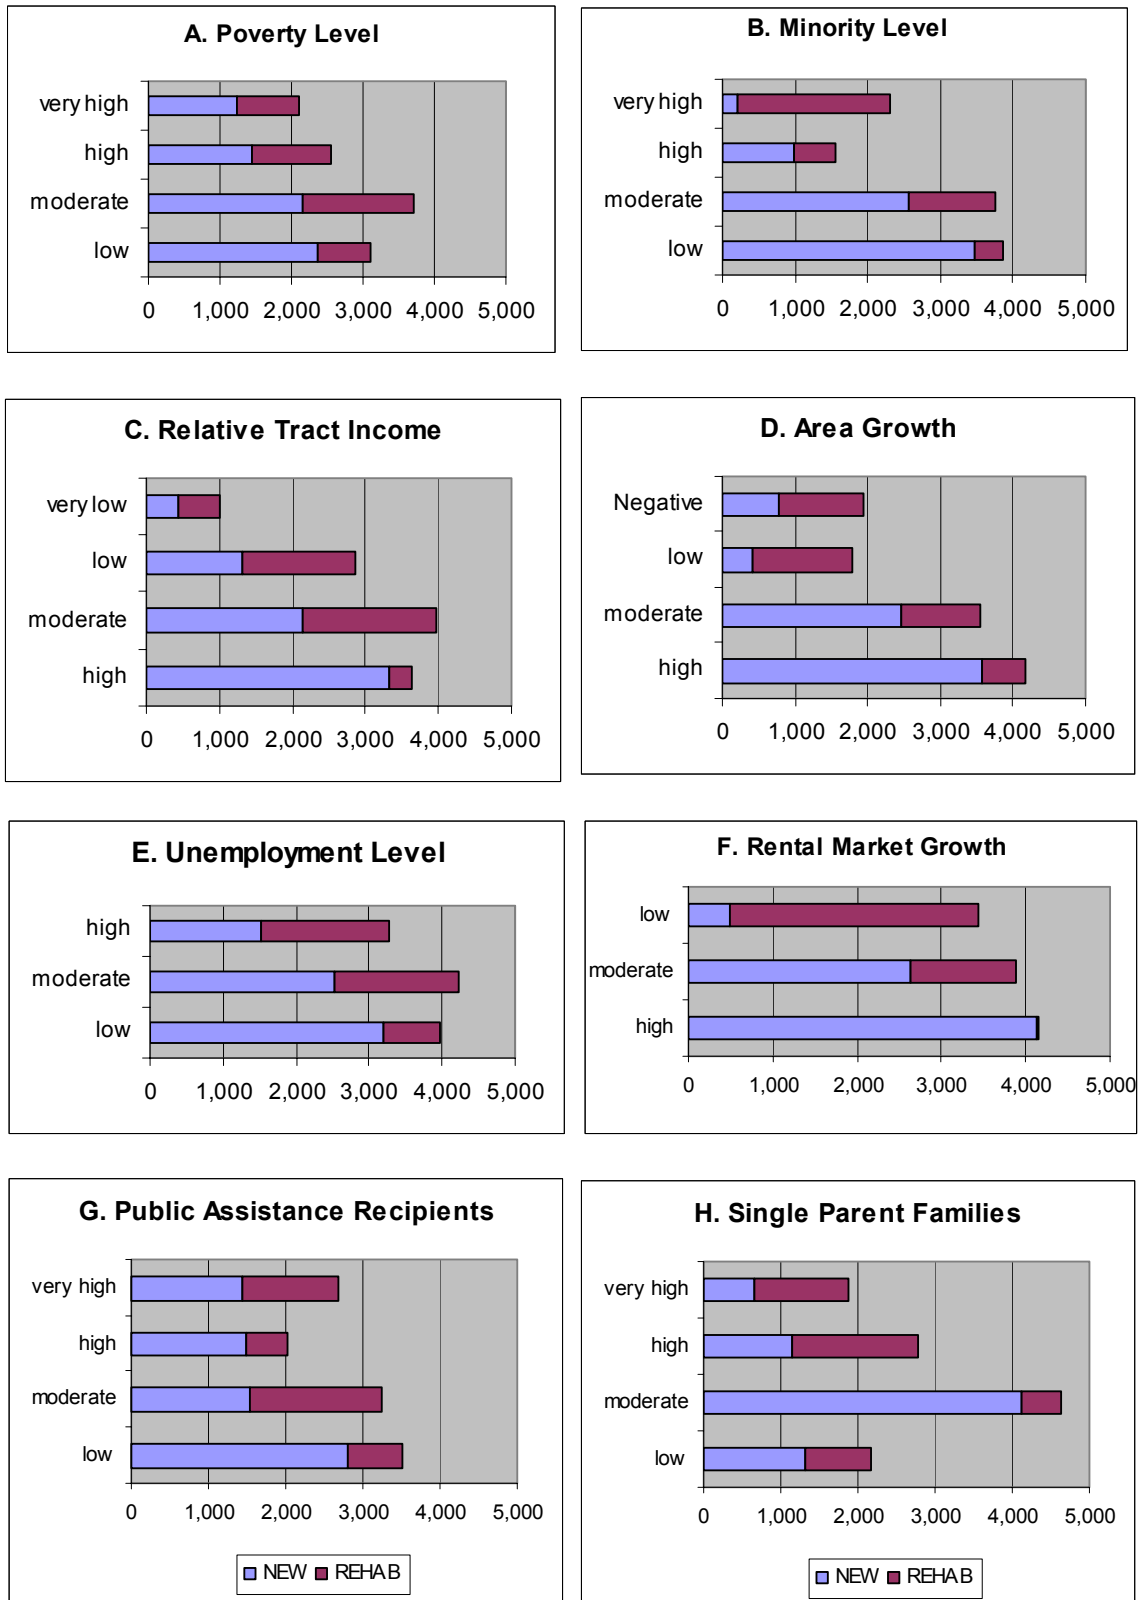 A. Poverty Level
very high
high
moderate
low
0 1,000 2,000 3,000 4,000 5,000
B. Minority Level
very high
high
moderate
low
0 1,000 2,000 3,000 4,000 5,000
C. Relative Tract Income
very low
low
moderate
high
0 1,000 2,000 3,000 4,000 5,000
D. Area Growth
Negative
low
moderate
high
0 1,000 2,000 3,000 4,000 5,000
E. Unemployment Level
high
moderate
low
0 1,000 2,000 3,000 4,000 5,000
F. Rental Market Growth
low
moderate
high
0 1,000 2,000 3,000 4,000 5,000
G. Public Assistance Recipients
very high
high
moderate
low
0 1,000 2,000 3,000 4,000 5,000
NEW REHAB
H. Single Parent Families
very high
high
moderate
low
0 1,000 2,000 3,000 4,000 5,000
NEW REHAB